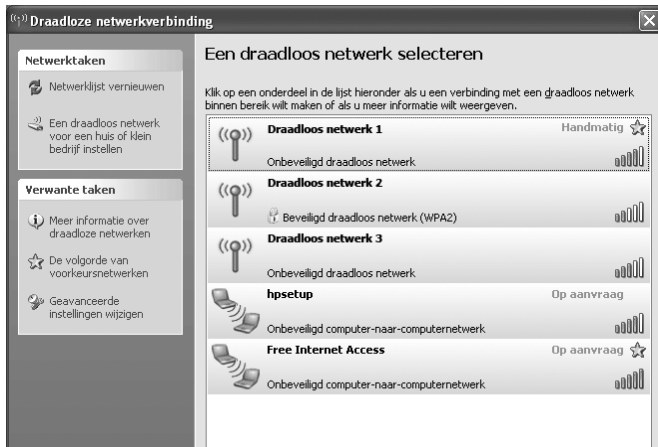 Draadloze netwerkverbinding
Netwerktaken
Netwerklijst vernieuwen
Een draadloos netwerk
voor een huis of klein
bedrijf instellen
Verwante taken
Meer informatie over
draadloze netwerken
De volgorde van
voorkeursnetwerken
Geavanceerde
instellingen wijzigen
Een draadloos netwerk selecteren
Klik op een onderdeel in de lijst hieronder als u een verbinding met een draadloos netwerk
binnen bereik wilt maken of als u meer informatie wilt weergeven.
Draadloos netwerk 1 Handmatig
Onbeveiligd draadloos netwerk
Draadloos netwerk 2
Beveiligd draadloos netwerk (WPA2)
Draadloos netwerk 3
Onbeveiligd draadloos netwerk
hpsetup Op aanvraag
Onbeveiligd computer-naar-computernetwerk
Free Internet Access Op aanvraag
Onbeveiligd computer-naar-computernetwerk